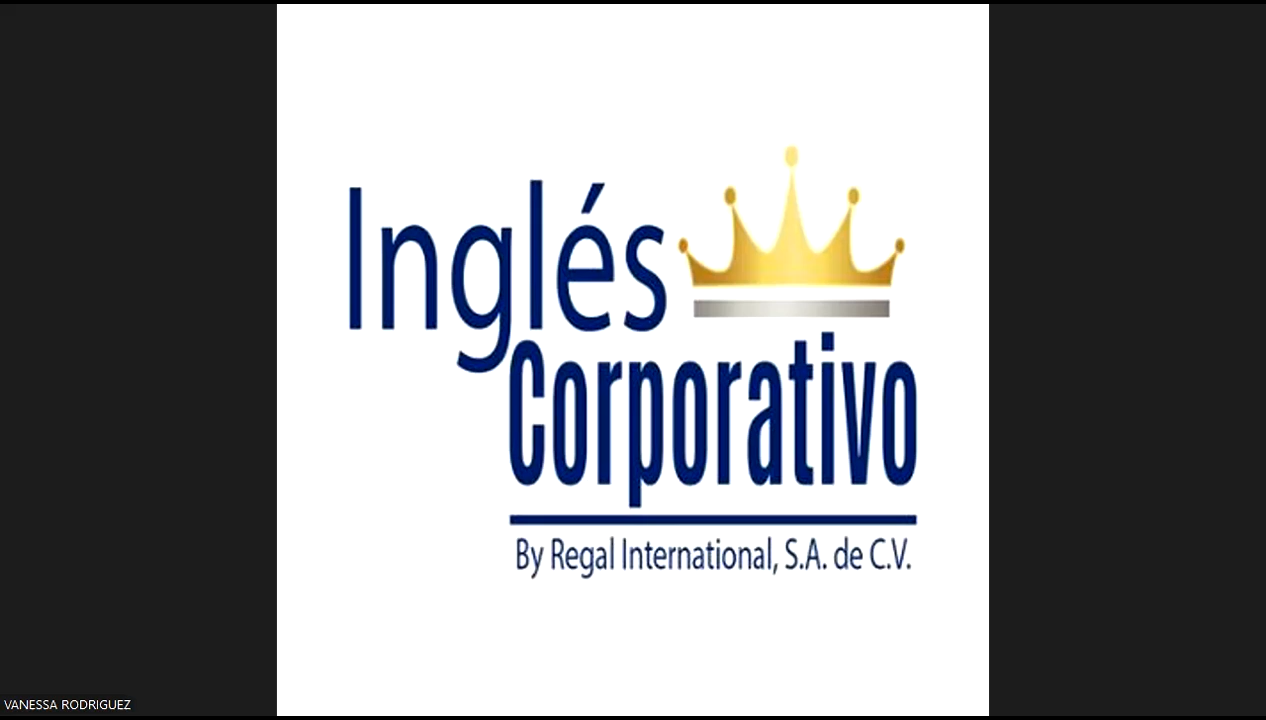 Inglés
Corporativo
By Regal International, S.A. de C.V.
VANESSA RODRIGUEZ